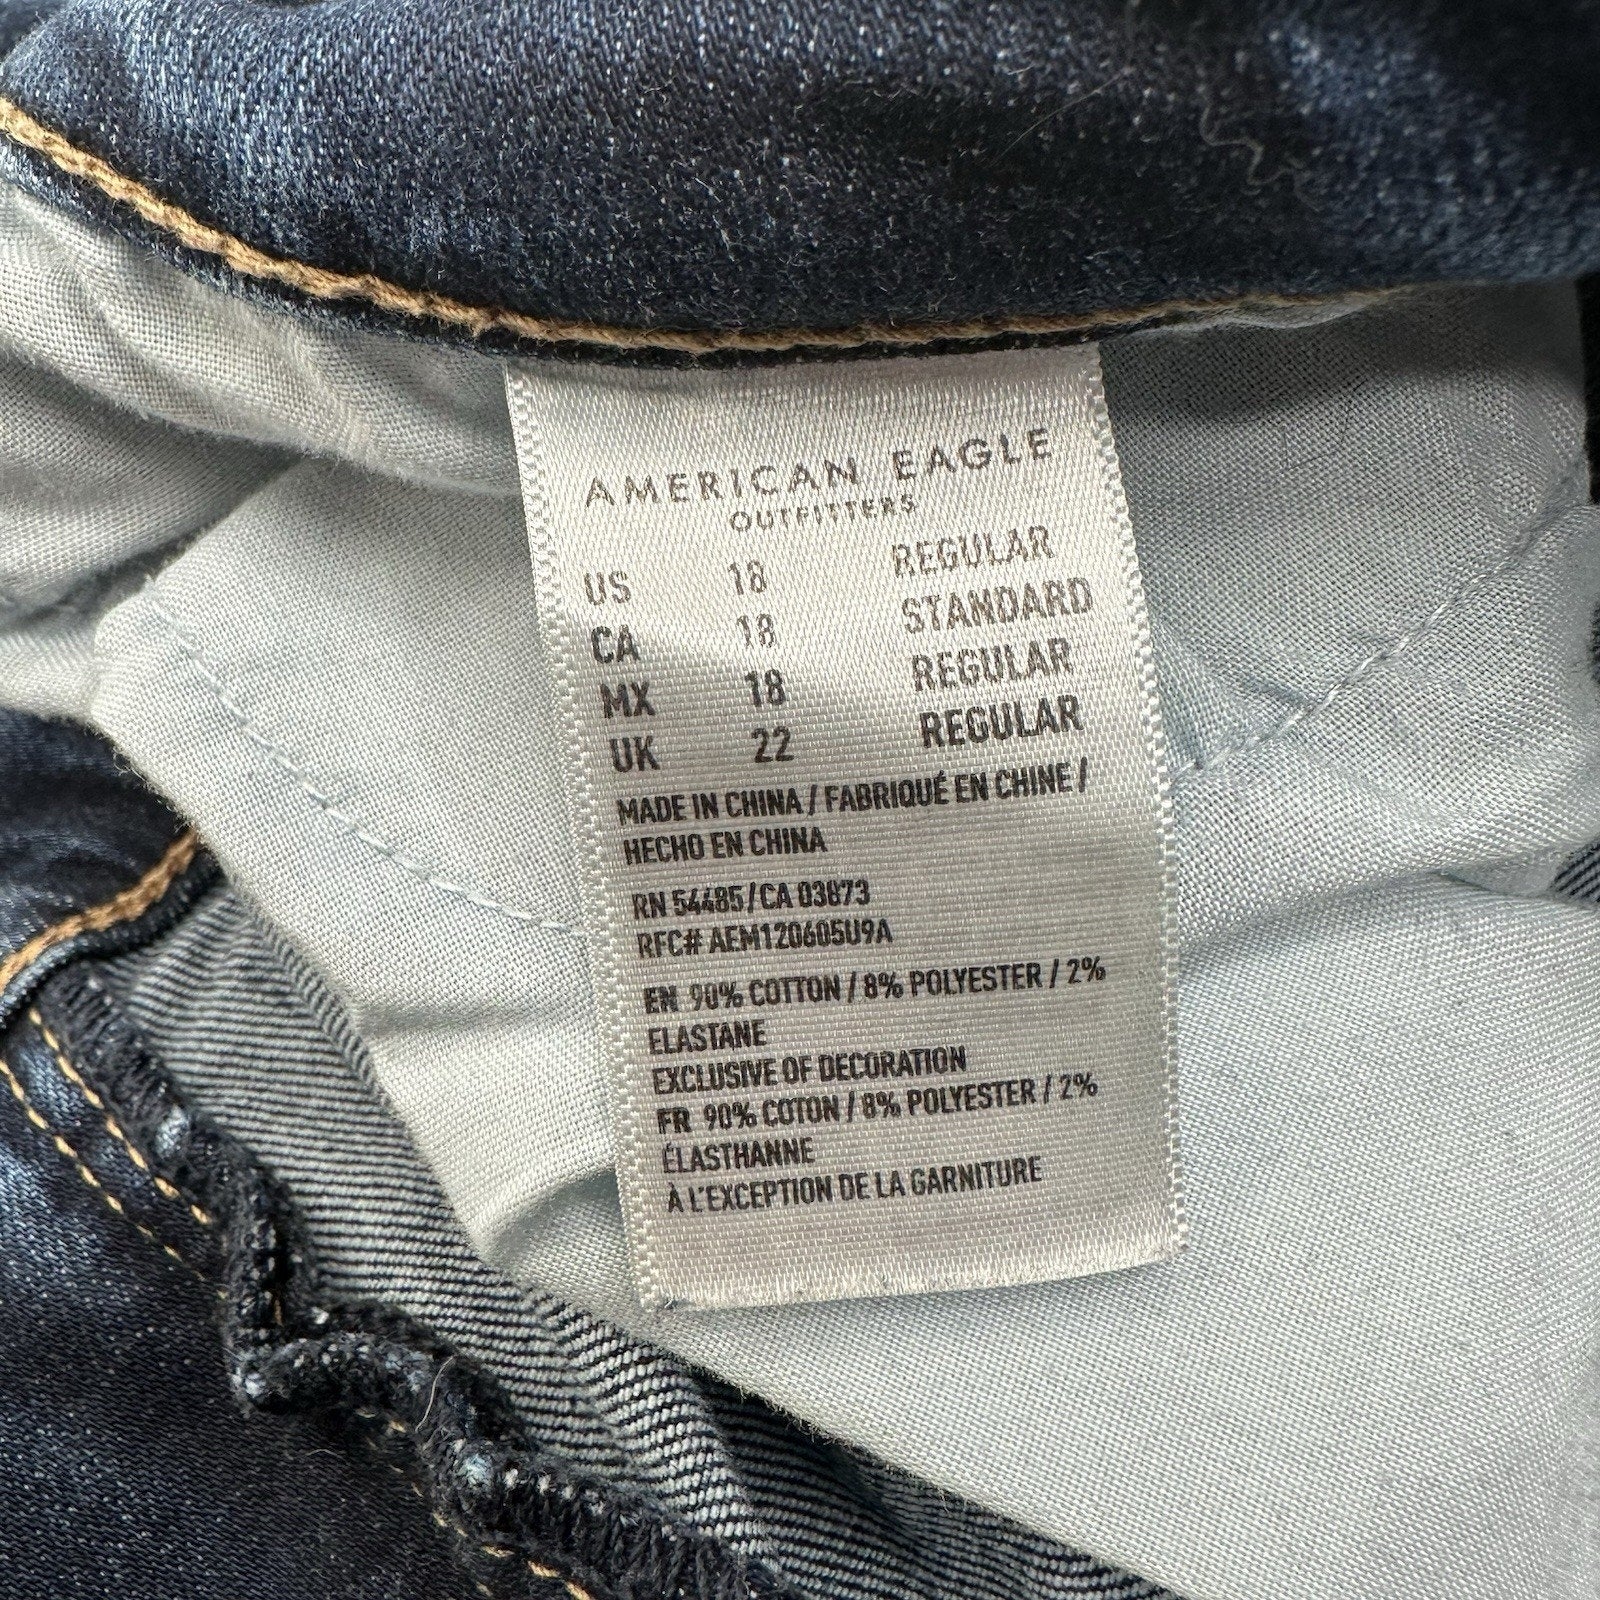 AMERICAN EAGLE
OUTFITTERS
US 18 REGULAR
CA 18 STANDARD
MX 18 REGULAR
UK 22 REGULAR
MADE IN CHINA / FABRIQUÉ EN CHINE /
HECHO EN CHINA
RN 54485/CA 03873
RFC# AEM120605U9A
EN 90% COTTON / 8% POLYESTER / 2%
ELASTANE
EXCLUSIVE OF DECORATION
FR 90% COTON / 8% POLYESTER / 2%
ÉLASTHANNE
À L'EXCEPTION DE LA GARNITURE